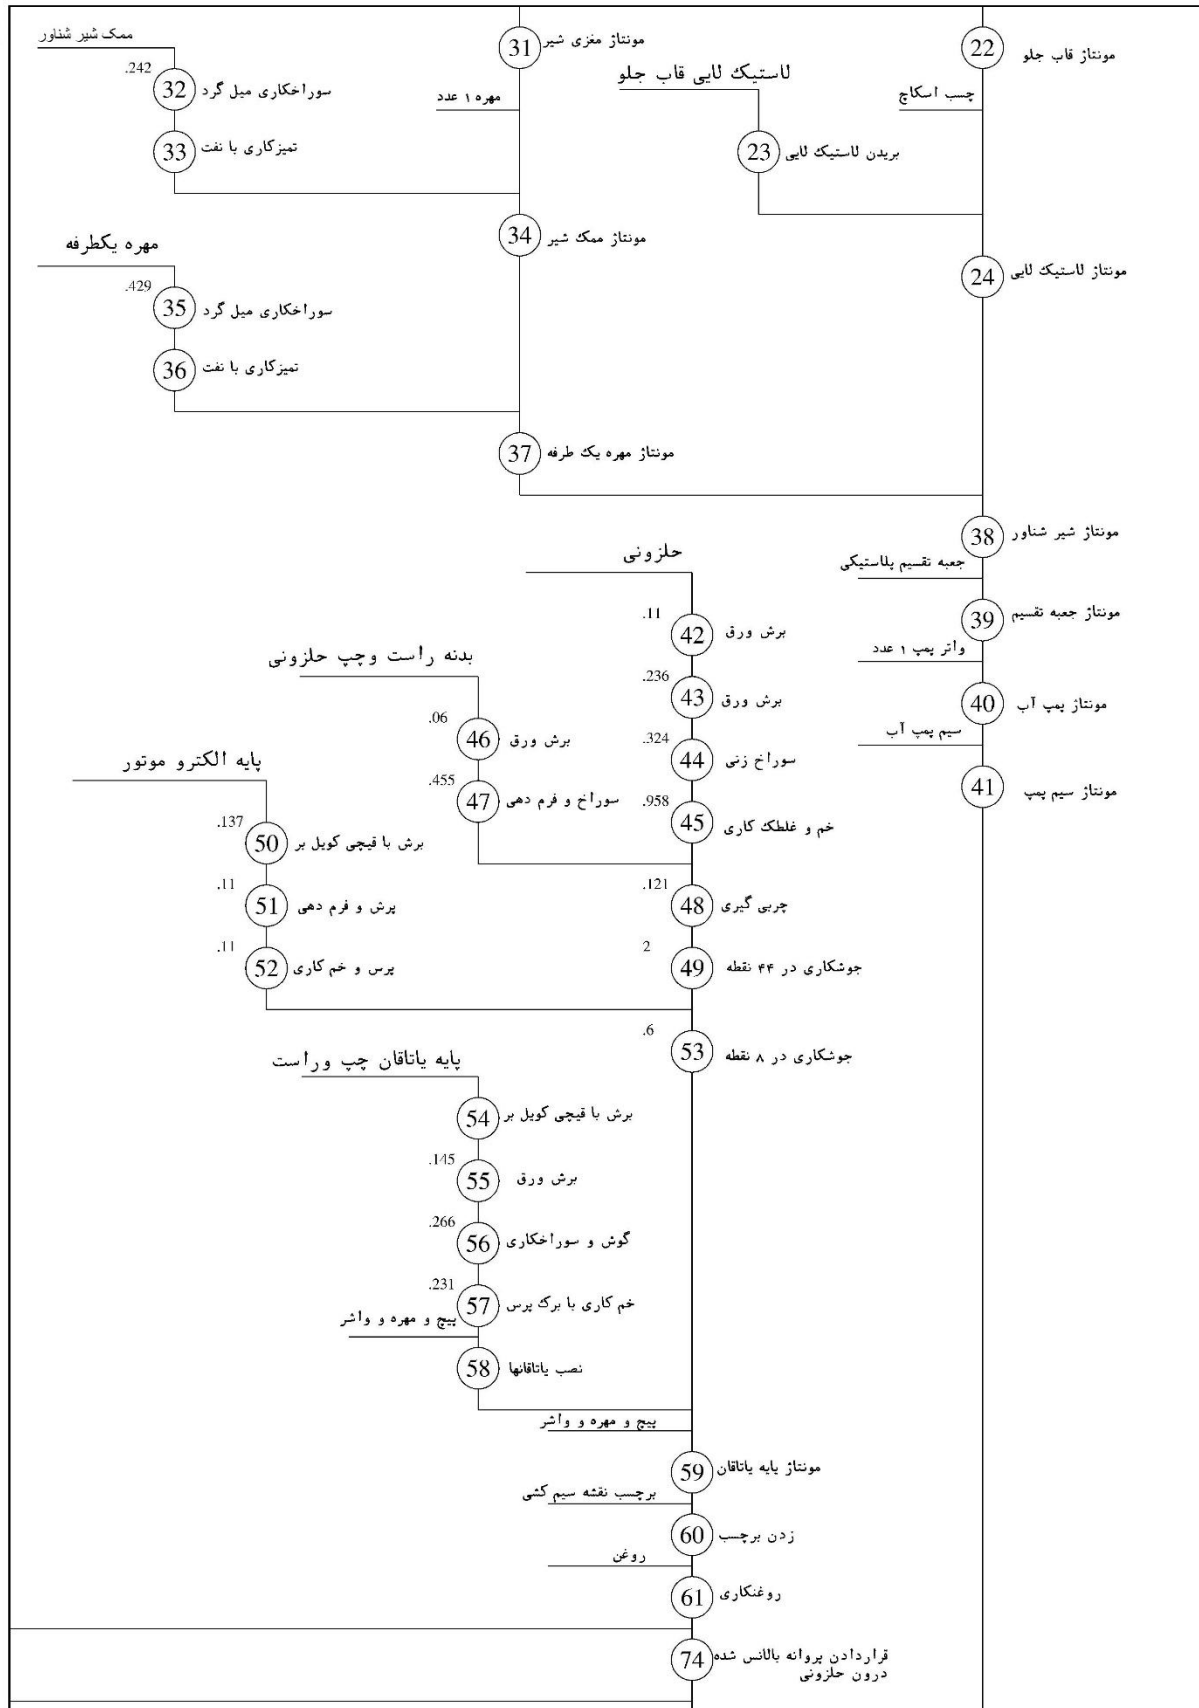 22
مونتاژ قاب جلو
چسب اسکاچ
لاستیک لایی قاب جلو
23
بریدن لاستیک لایی
24
مونتاژ لاستیک لایی
31
مونتاژ مغزی شیر
مهره ۱ عدد
ممک شیر شناور
.242
32
سوراخکاری میل گرد
33
تمیزکاری با نفت
34
مونتاژ ممک شیر
مهره یکطرفه
.429
35
سوراخکاری میل گرد
36
تمیزکاری با نفت
37
مونتاژ مهره یک طرفه
38
مونتاژ شیر شناور
جعبه تقسیم پلاستیکی
39
مونتاژ جعبه تقسیم
واتر پمپ ۱ عدد
40
مونتاژ پمپ آب
سیم پمپ آب
41
مونتاژ سیم پمپ
حلزونی
.11
42
برش ورق
.236
43
برش ورق
.324
44
سوراخ زنی
.958
45
خم و غلطک کاری
بدنه راست وچپ حلزونی
.06
46
برش ورق
.455
47
سوراخ و فرم دهی
.121
48
چربی گیری
2
49
جوشکاری در ۴۴ نقطه
پایه الکترو موتور
.137
50
برش با قیچی کویل بر
.11
51
پرش و فرم دهی
.11
52
پرس و خم کاری
.6
53
جوشکاری در ۸ نقطه
پایه یاتاقان چپ وراست
54
برش با قیچی کویل بر
.145
55
برش ورق
.266
56
گوش و سوراخکاری
.231
57
خم کاری با برک پرس
پیچ و مهره و واشر
58
نصب یاتاقانها
پیچ و مهره و واشر
59
مونتاژ پایه یاتاقان
برچسب نقشه سیم کشی
60
زدن برچسب
روغن
61
روغنکاری
74
قراردادن پروانه بالانس شده
درون حلزونی